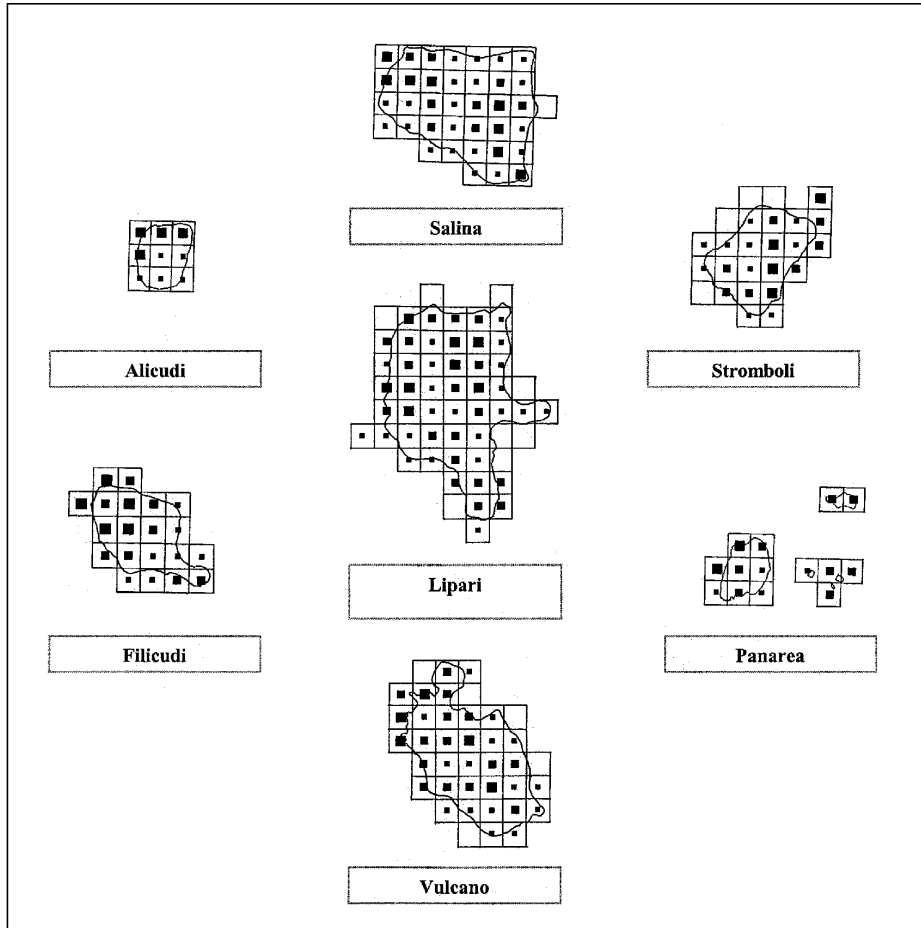 Salina
Alicudi
Stromboli
Lipari
Filicudi
Panarea
Vulcano